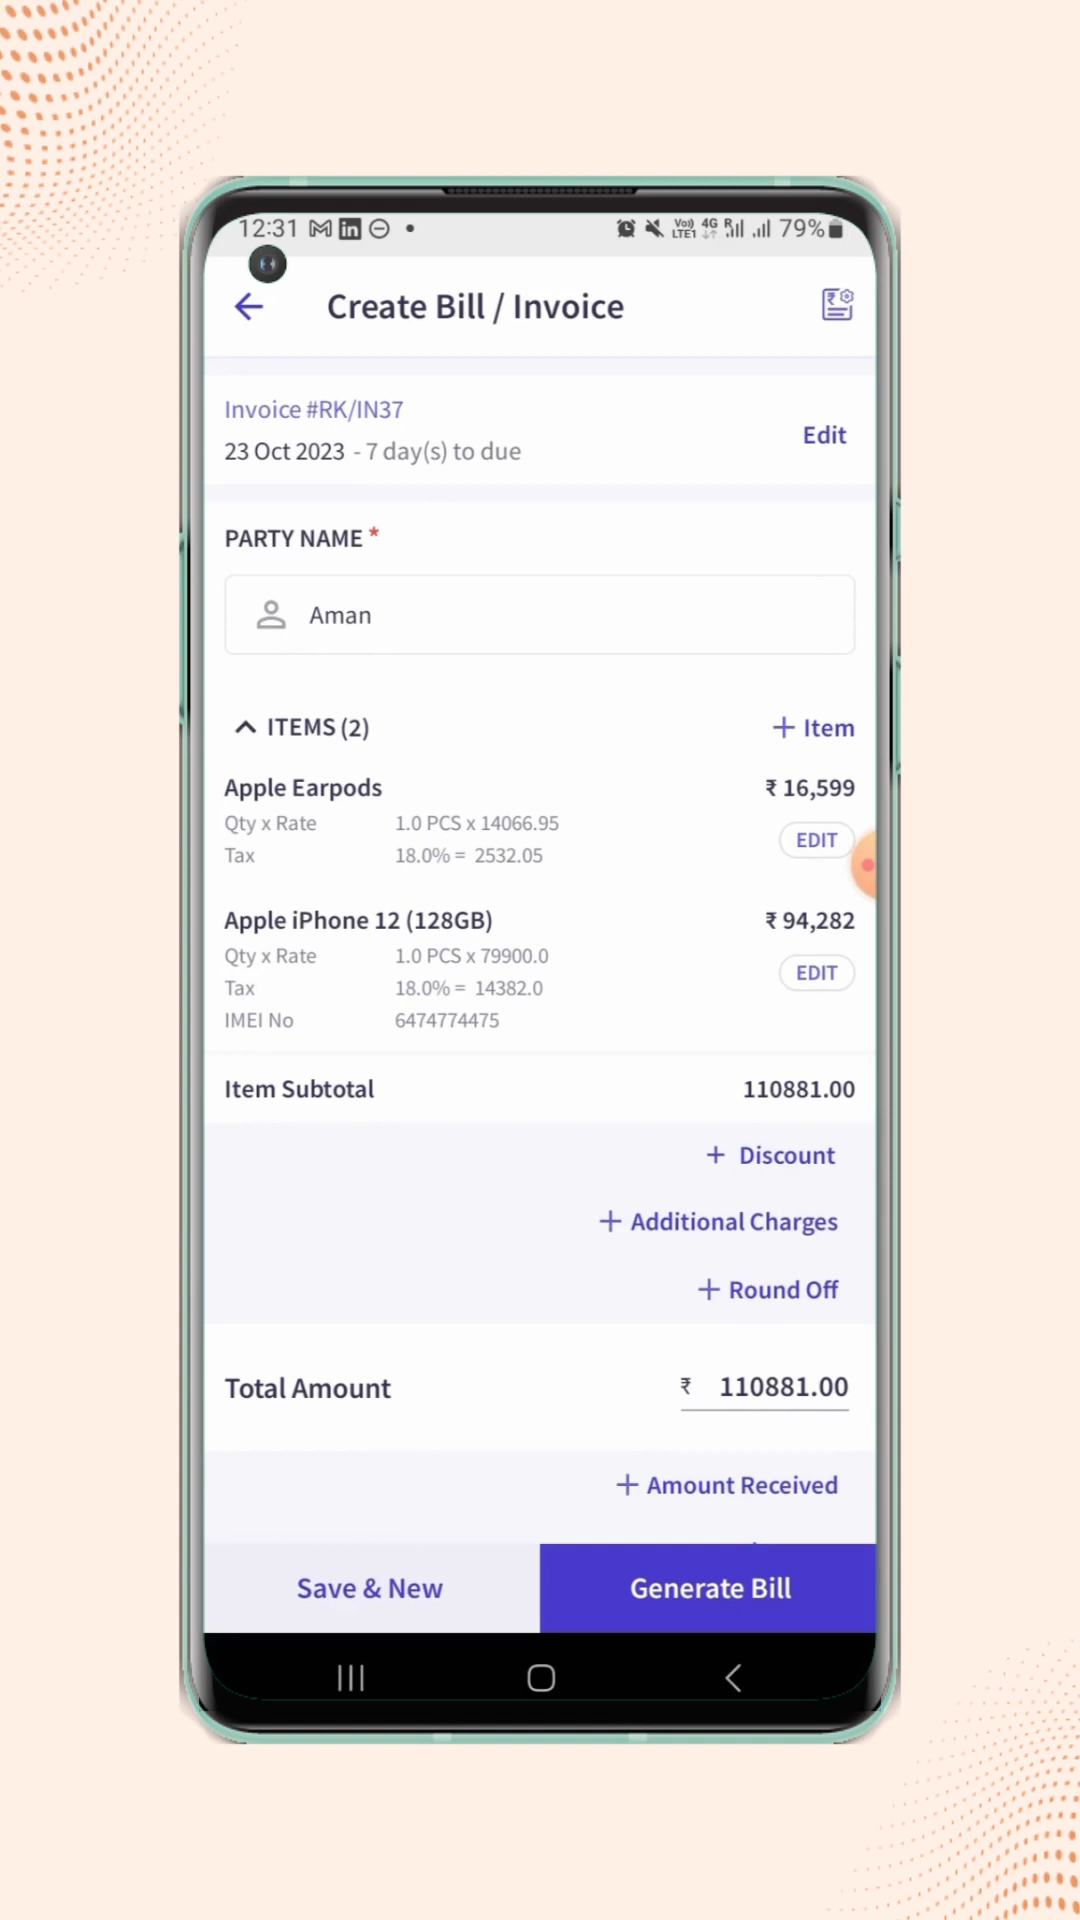 12:31 79%
Create Bill / Invoice
Invoice #RK/IN37
Edit
23 Oct 2023 - 7 day(s) to due
PARTY NAME *
Aman
ITEMS (2) + Item
Apple Earpods ₹ 16,599
Qty x Rate 1.0 PCS x 14066.95
EDIT
Tax 18.0% = 2532.05
Apple iPhone 12 (128GB) ₹ 94,282
Qty x Rate 1.0 PCS x 79900.0
EDIT
Tax 18.0% = 14382.0
IMEI No 6474774475
Item Subtotal 110881.00
+ Discount
+ Additional Charges
+ Round Off
Total Amount ₹ 110881.00
+ Amount Received
Save & New Generate Bill